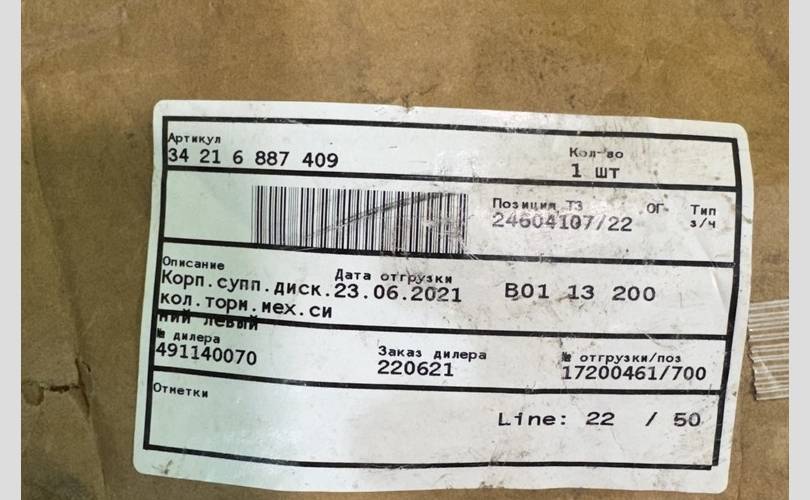 Артикул
34 21 6 887 409
Кол-во
1 шт
Позиция ТЗ ОГ Тип
24604107/22 з/ч
Описание
Дата отгрузки
Корп.супп.диск.23.06.2021 B01 13 200
кол.торм.мех.си
ний левый
№ дилера
491140070
Заказ дилера
220621
№ отгрузки/поз
17200461/700
Отметки
Line: 22 / 50